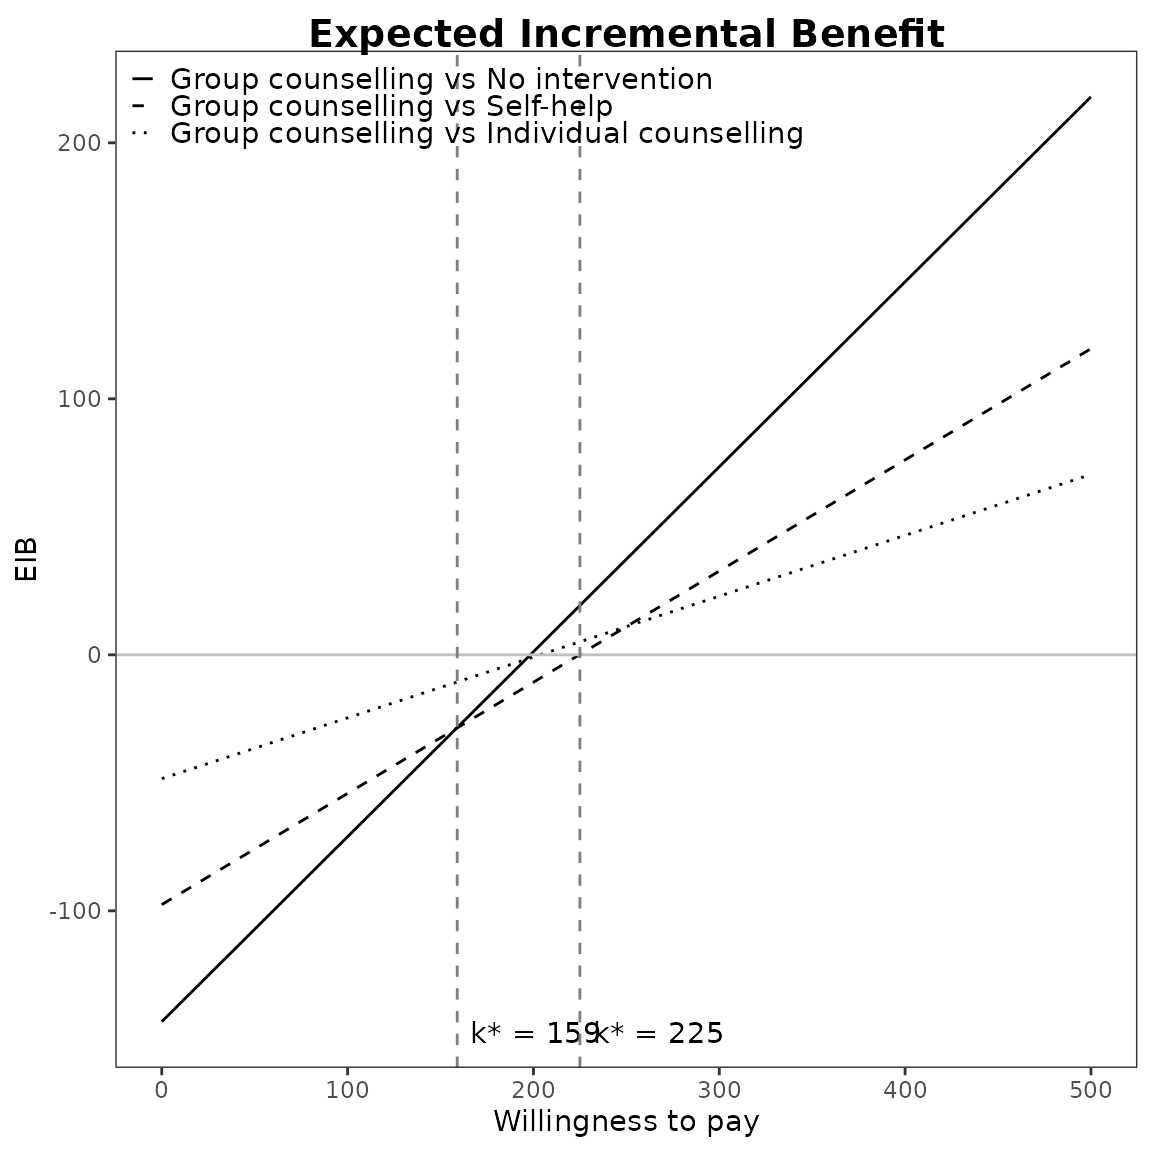 Expected Incremental Benefit
Group counselling vs No intervention
Group counselling vs Self-help
Group counselling vs Individual counselling
200
100
0
-100
EIB
k* = 159
k* = 225
0 100 200 300 400 500
Willingness to pay